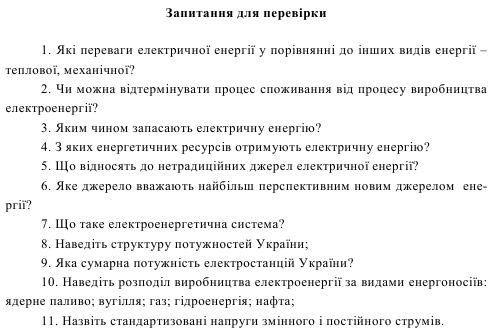 Запитання для перевірки
1. Які переваги електричної енергії у порівнянні до інших видів енергії –
теплової, механічної?
2. Чи можна відтермінувати процес споживання від процесу виробництва
електроенергії?
3. Яким чином запасають електричну енергію?
4. З яких енергетичних ресурсів отримують електричну енергію?
5. Що відносять до нетрадиційних джерел електричної енергії?
6. Яке джерело вважають найбільш перспективним новим джерелом ене-
ргії?
7. Що таке електроенергетична система?
8. Наведіть структуру потужностей України;
9. Яка сумарна потужність електростанцій України?
10. Наведіть розподіл виробництва електроенергії за видами енергоносіїв:
ядерне паливо; вугілля; газ; гідроенергія; нафта;
11. Назвіть стандартизовані напруги змінного і постійного струмів.